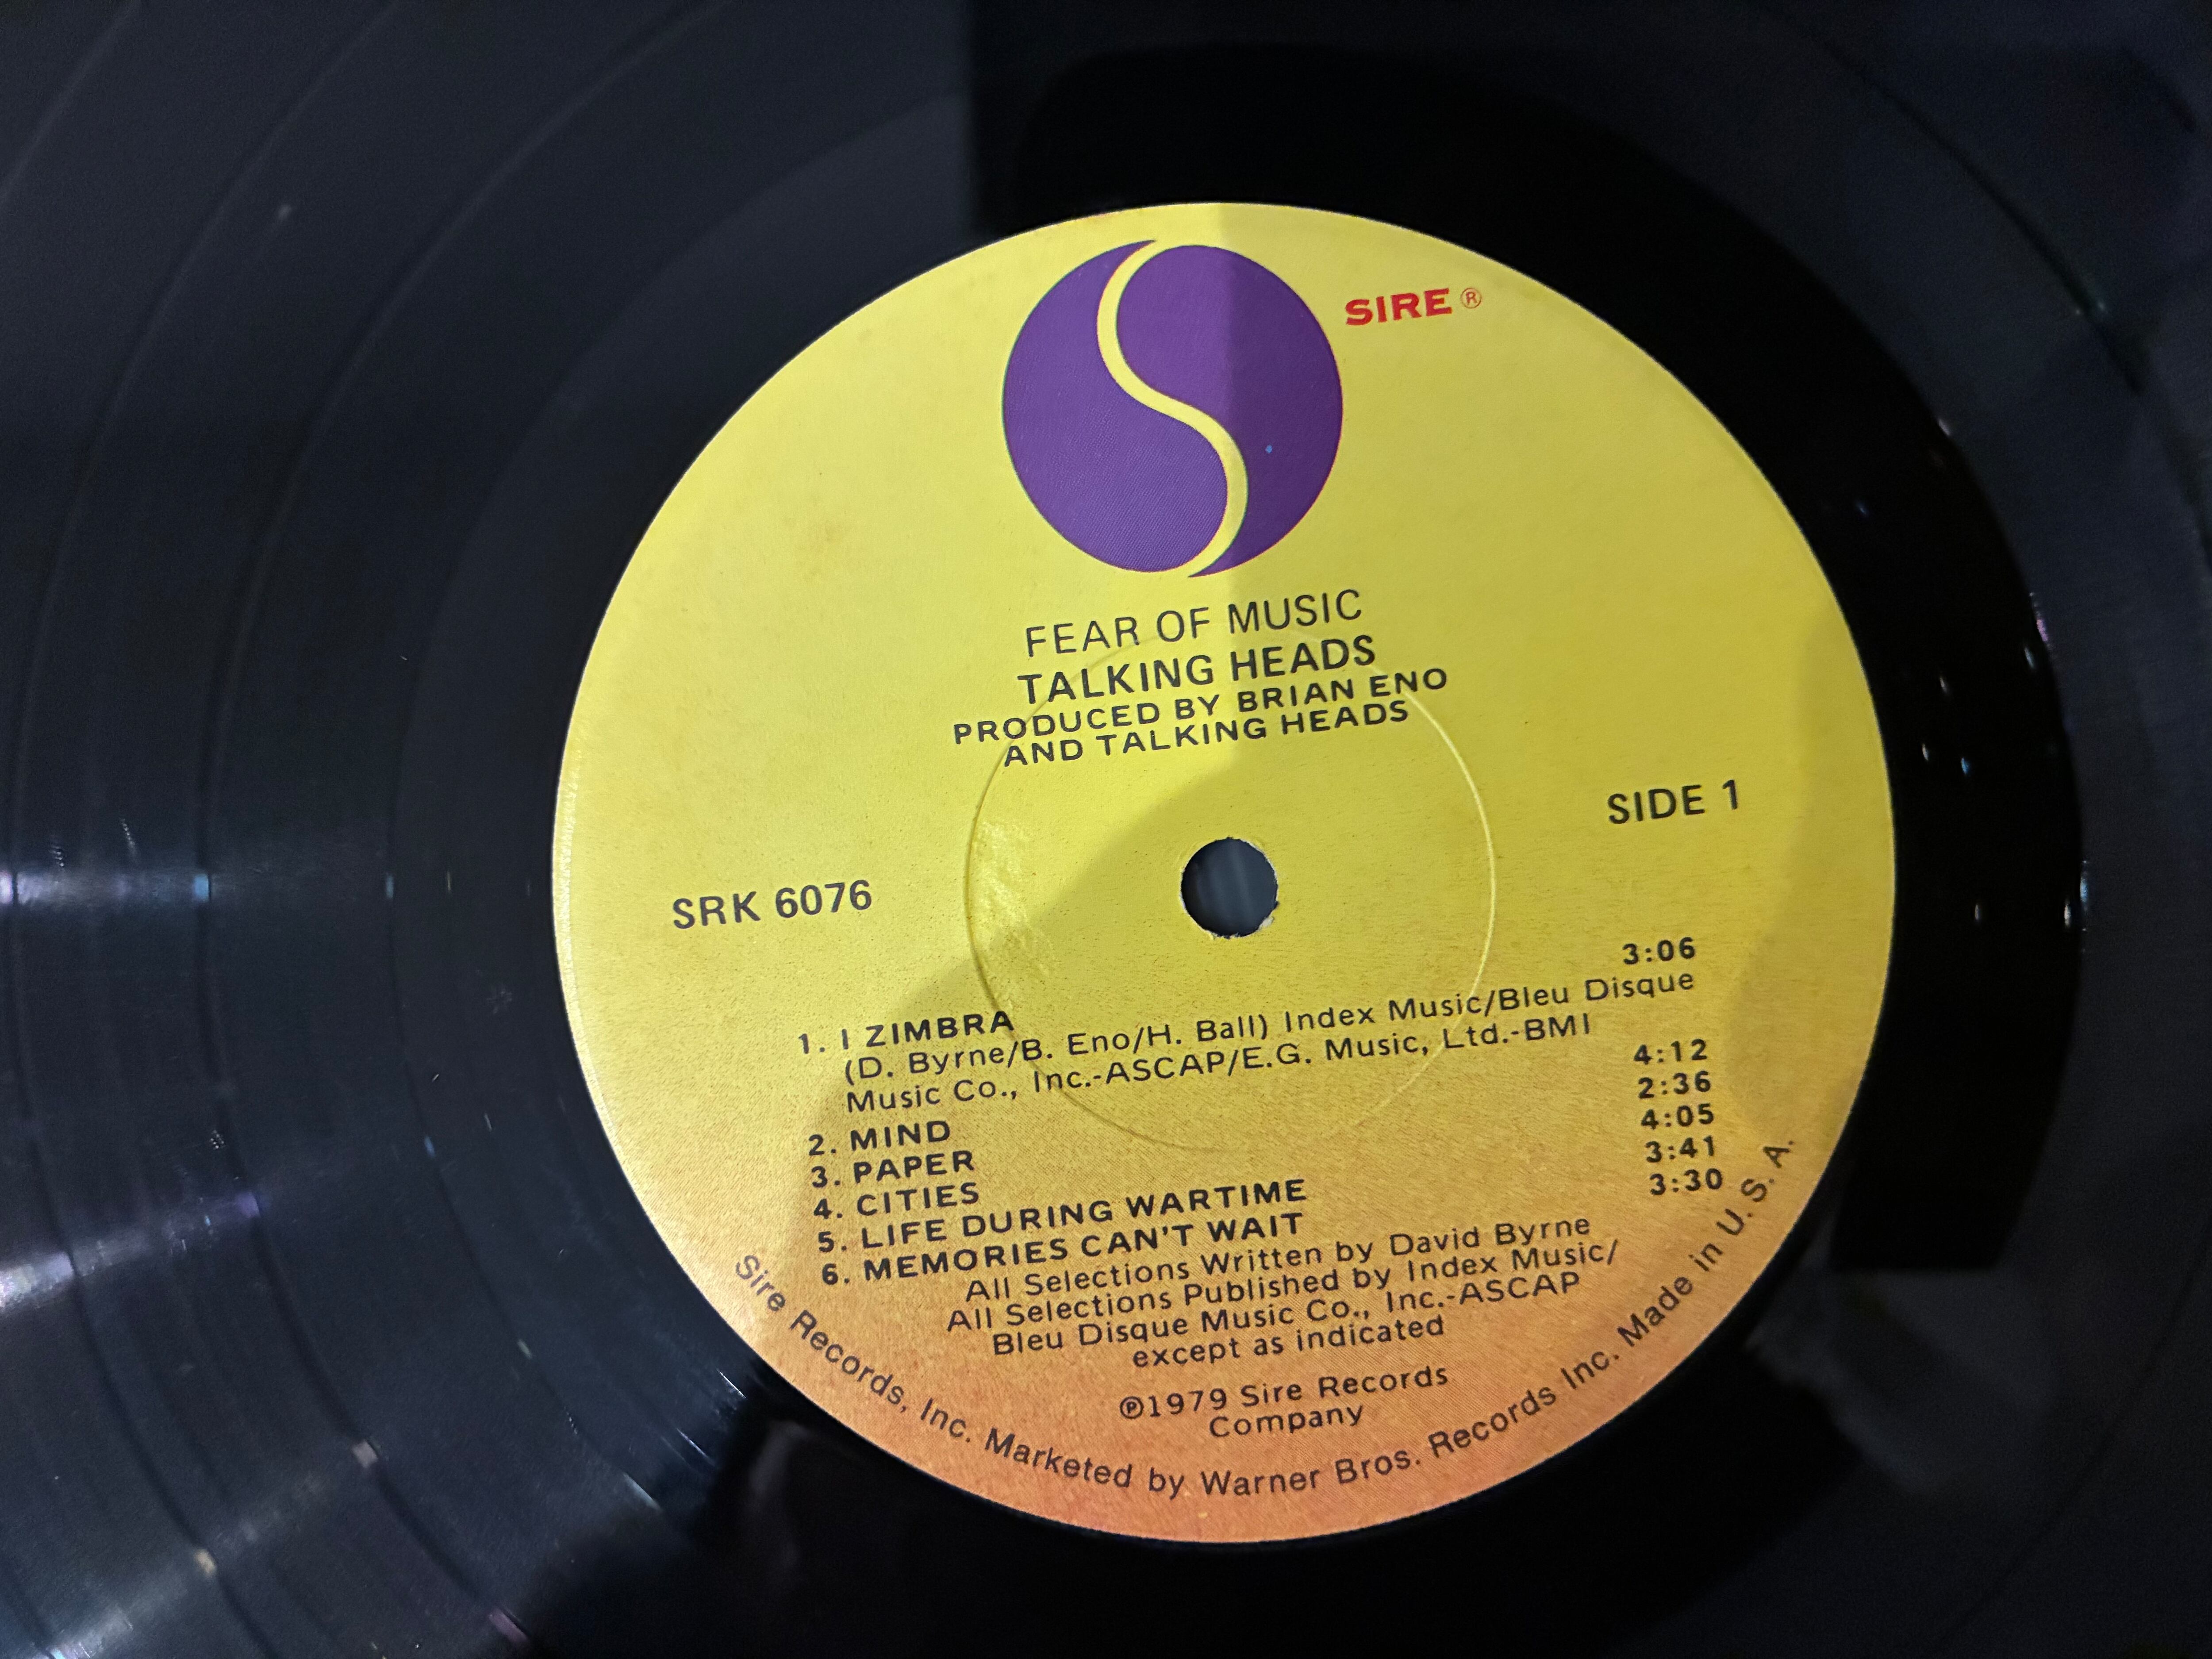 SIRE ®
FEAR OF MUSIC
TALKING HEADS
PRODUCED BY BRIAN ENO
AND TALKING HEADS
SIDE 1
SRK 6076
1. I ZIMBRA 3:06
(D. Byrne/B. Eno/H. Ball) Index Music/Bleu Disque
Music Co., Inc.-ASCAP/E.G. Music, Ltd.-BMI
2. MIND 4:12
3. PAPER 2:36
4. CITIES 4:05
5. LIFE DURING WARTIME 3:41
6. MEMORIES CAN'T WAIT 3:30
All Selections Written by David Byrne
All Selections Published by Index Music/
Bleu Disque Music Co., Inc.-ASCAP
except as indicated
℗1979 Sire Records
Company
Sire Records, Inc. Marketed by Warner Bros. Records Inc. Made in U.S.A.